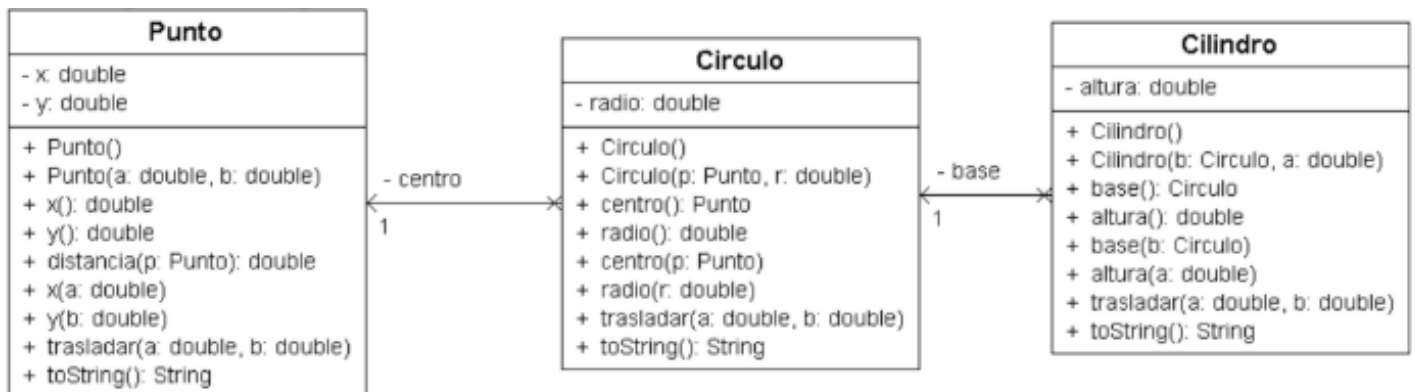 Punto
- x: double
- y: double
+ Punto()
+ Punto(a: double, b: double)
+ x(): double
+ y(): double
+ distancia(p: Punto): double
+ x(a: double)
+ y(b: double)
+ trasladar(a: double, b: double)
+ toString(): String
- centro
1
Circulo
- radio: double
+ Circulo()
+ Circulo(p: Punto, r: double)
+ centro(): Punto
+ radio(): double
+ centro(p: Punto)
+ radio(r: double)
+ trasladar(a: double, b: double)
+ toString(): String
- base
1
Cilindro
- altura: double
+ Cilindro()
+ Cilindro(b: Circulo, a: double)
+ base(): Circulo
+ altura(): double
+ base(b: Circulo)
+ altura(a: double)
+ trasladar(a: double, b: double)
+ toString(): String